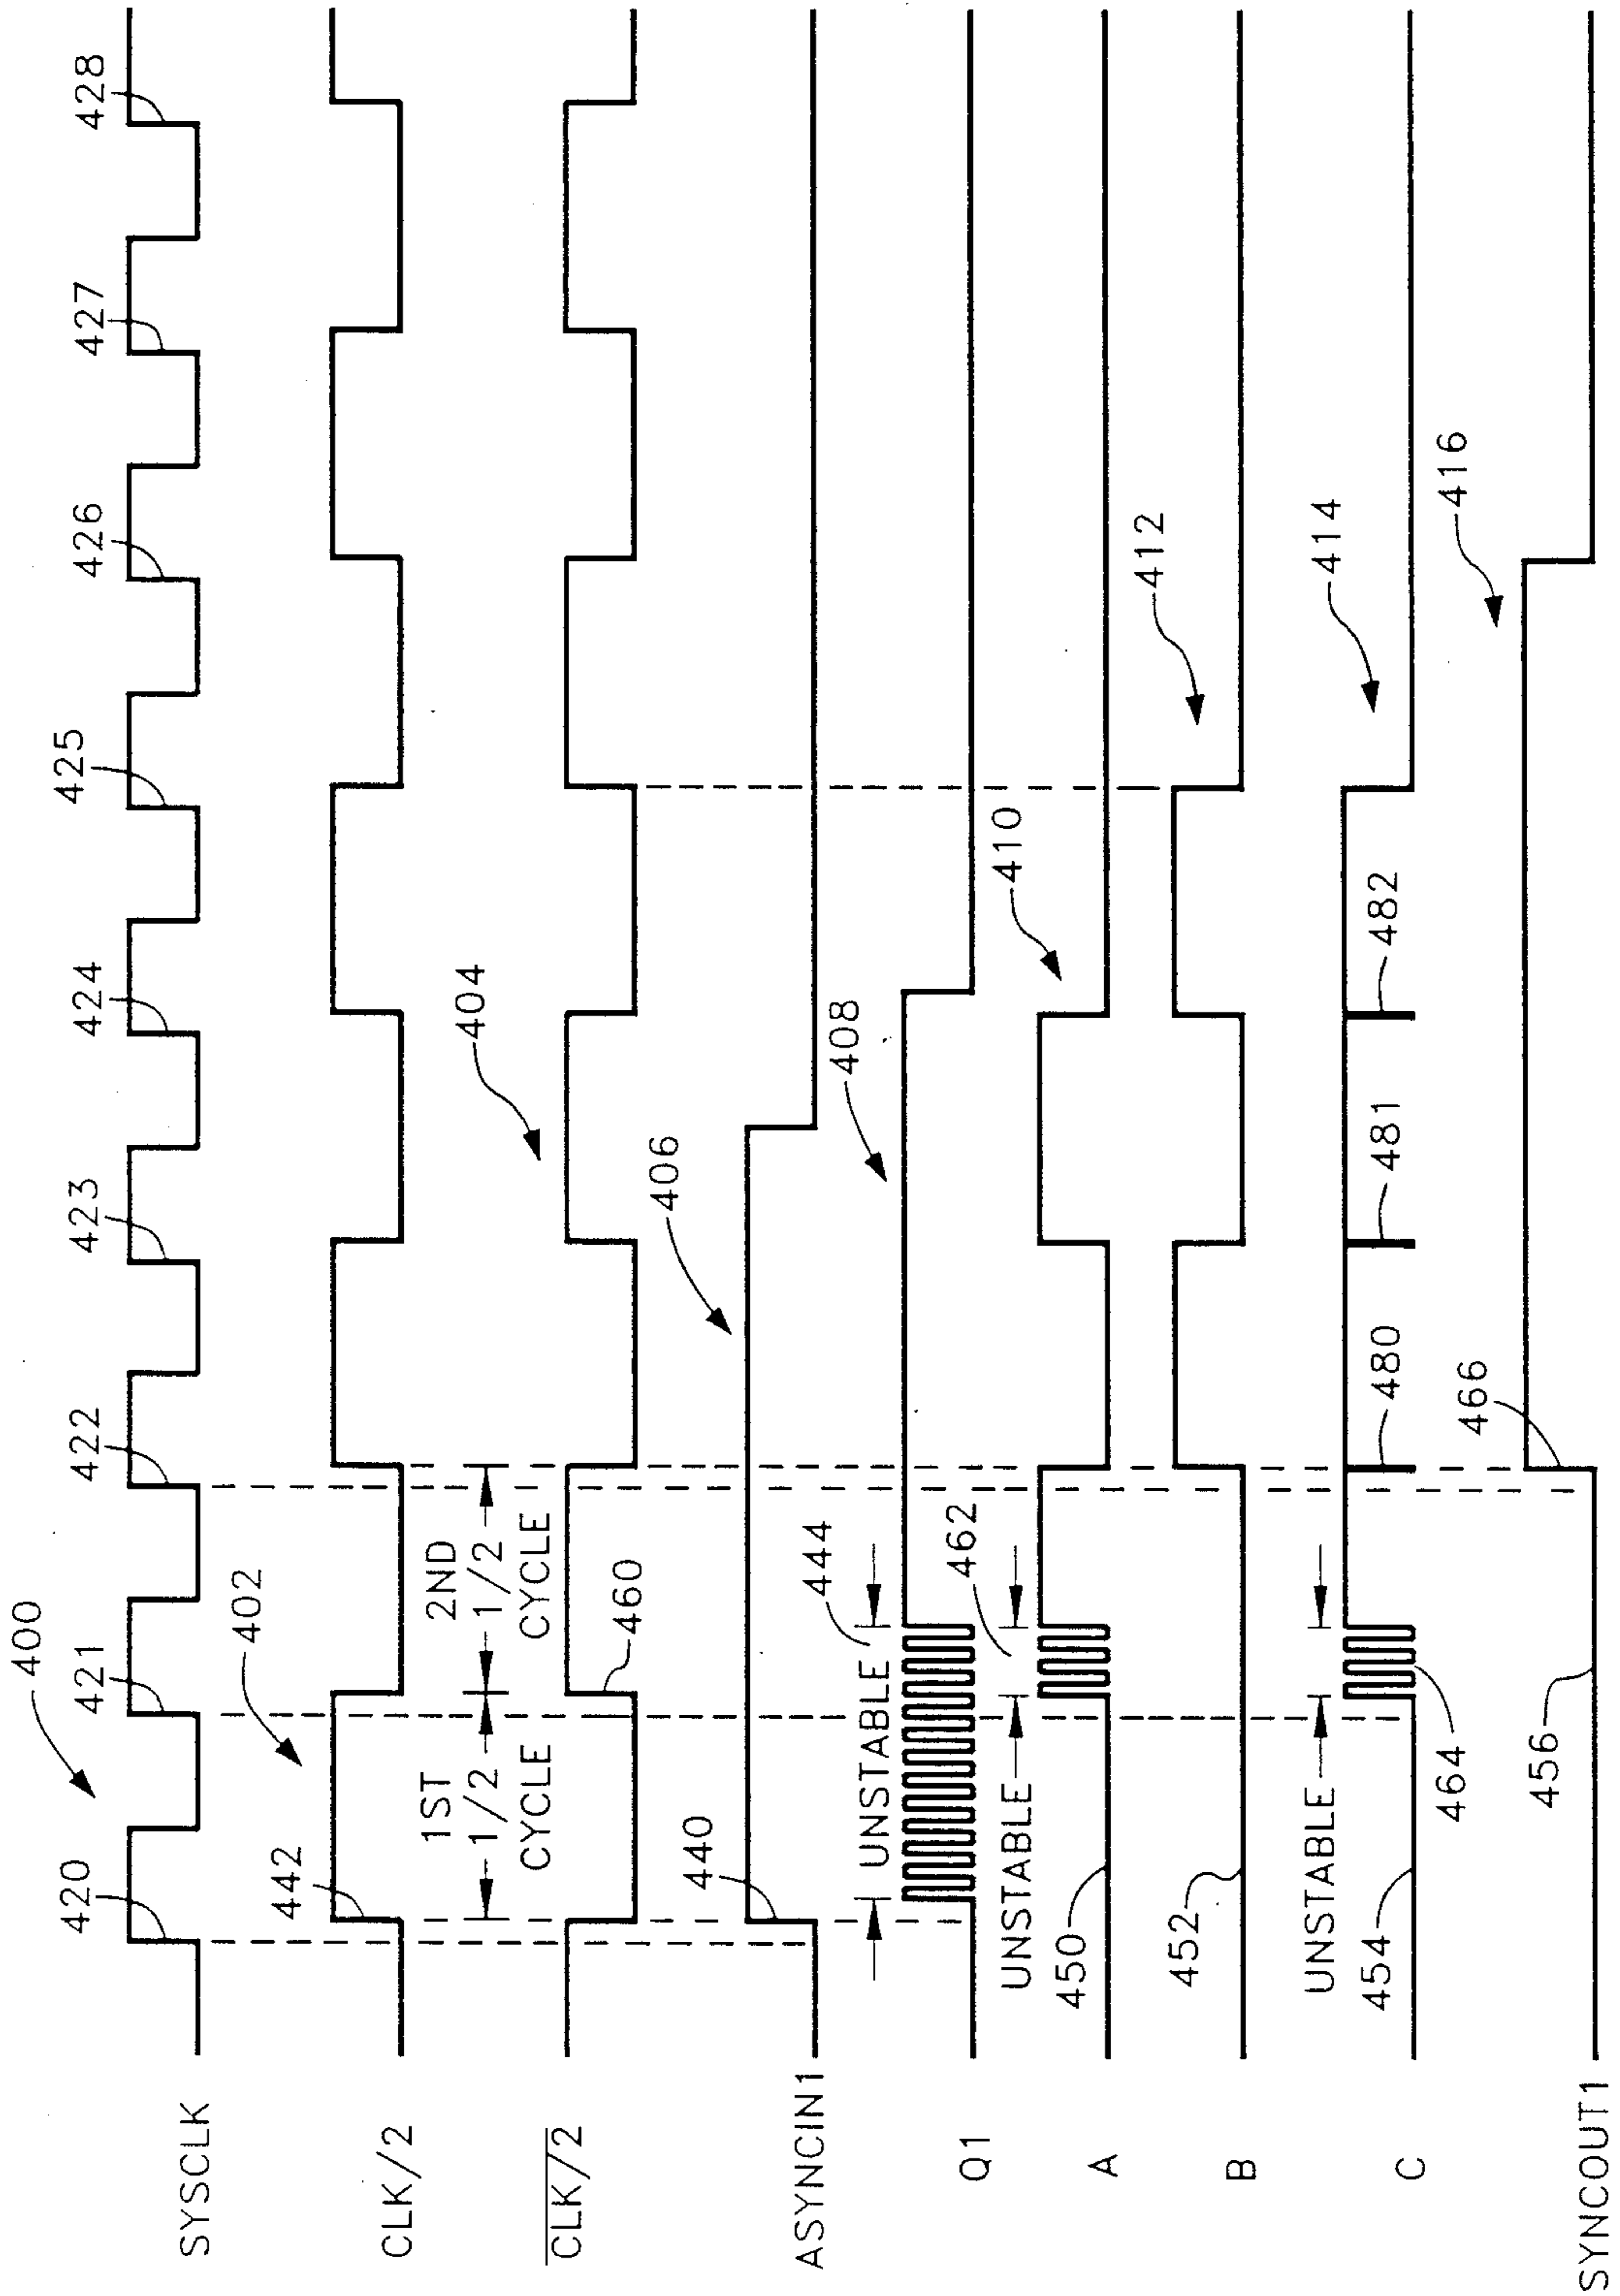 SYSCLK
400
420
421
422
423
424
425
426
427
428
CLK/2
402
442
1ST
1/2
CYCLE
2ND
1/2
CYCLE
CLK/2
404
460
ASYNCIN1
406
440
Q1
408
UNSTABLE
444
A
410
UNSTABLE
462
450
B
412
452
C
414
UNSTABLE
454
464
480
481
482
SYNCOUT1
416
456
466